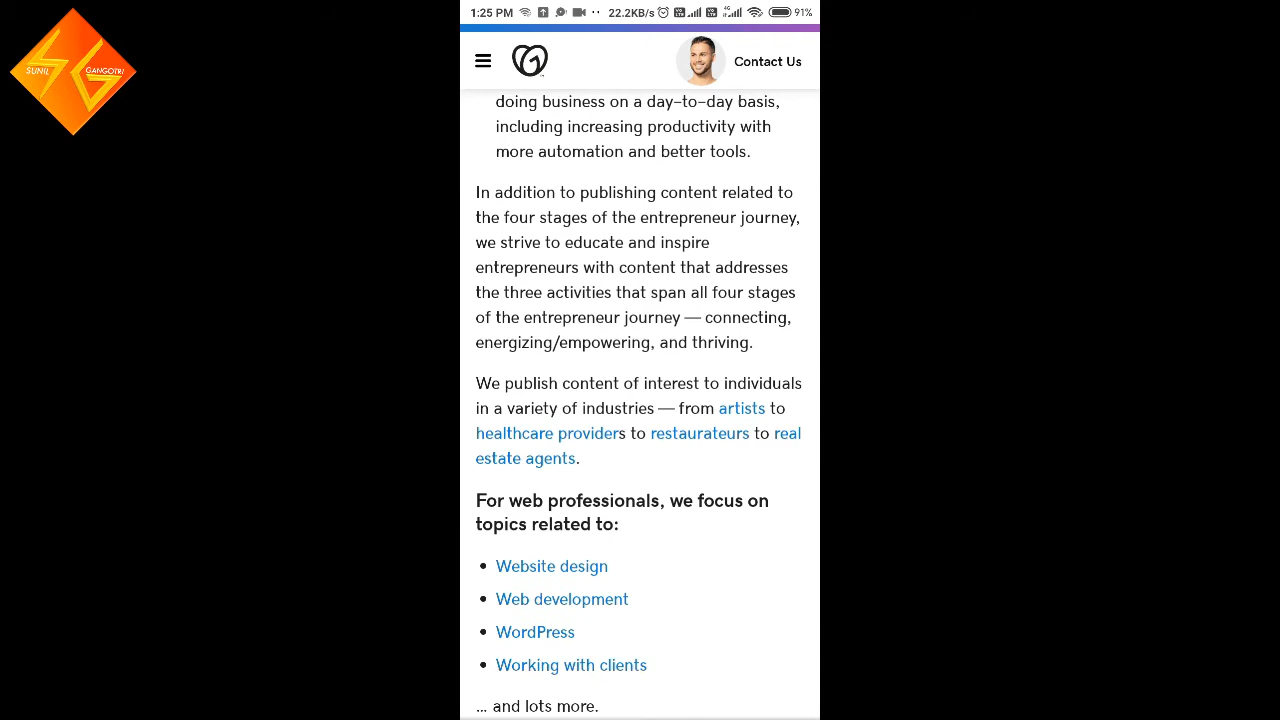 1:25 PM 22.2KB/s 91%
SUNIL GANGOTRI
Contact Us
doing business on a day-to-day basis,
including increasing productivity with
more automation and better tools.
In addition to publishing content related to
the four stages of the entrepreneur journey,
we strive to educate and inspire
entrepreneurs with content that addresses
the three activities that span all four stages
of the entrepreneur journey — connecting,
energizing/empowering, and thriving.
We publish content of interest to individuals
in a variety of industries — from artists to
healthcare providers to restaurateurs to real
estate agents.
For web professionals, we focus on
topics related to:
• Website design
• Web development
• WordPress
• Working with clients
... and lots more.